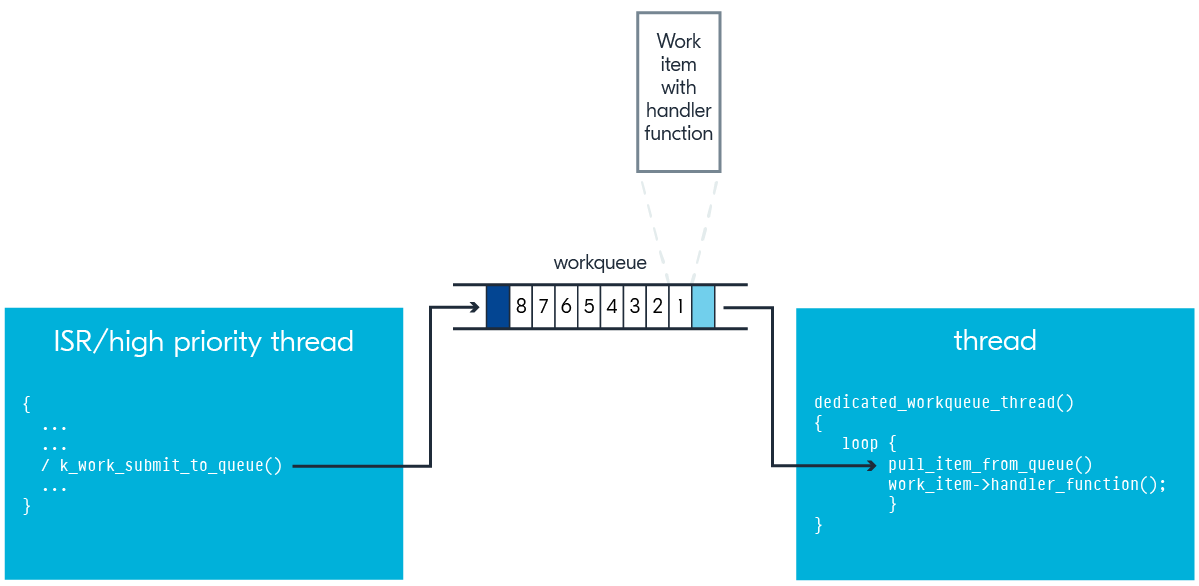 Work
item
with
handler
function
workqueue
8 7 6 5 4 3 2 1
ISR/high priority thread
{
...
...
/ k_work_submit_to_queue()
...
}
thread
dedicated_workqueue_thread()
{
loop {
pull_item_from_queue()
work_item->handler_function();
}
}